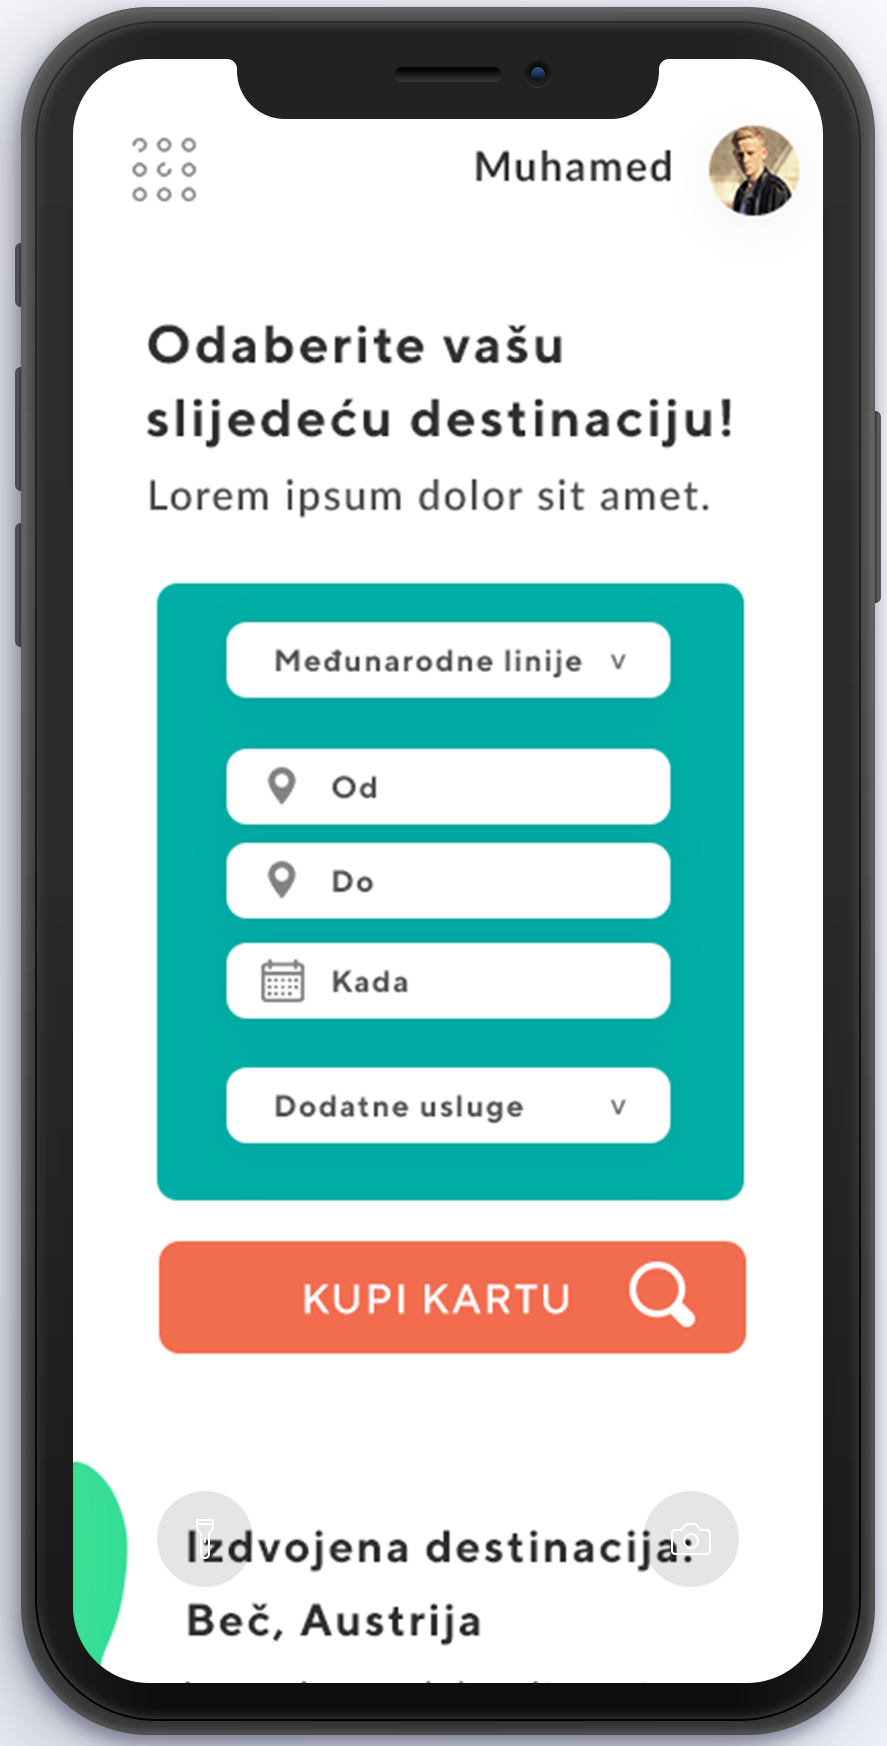 Muhamed
Odaberite vašu
slijedeću destinaciju!
Lorem ipsum dolor sit amet.
Međunarodne linije v
Od
Do
Kada
Dodatne usluge v
KUPI KARTU
Izdvojena destinacija:
Beč, Austrija